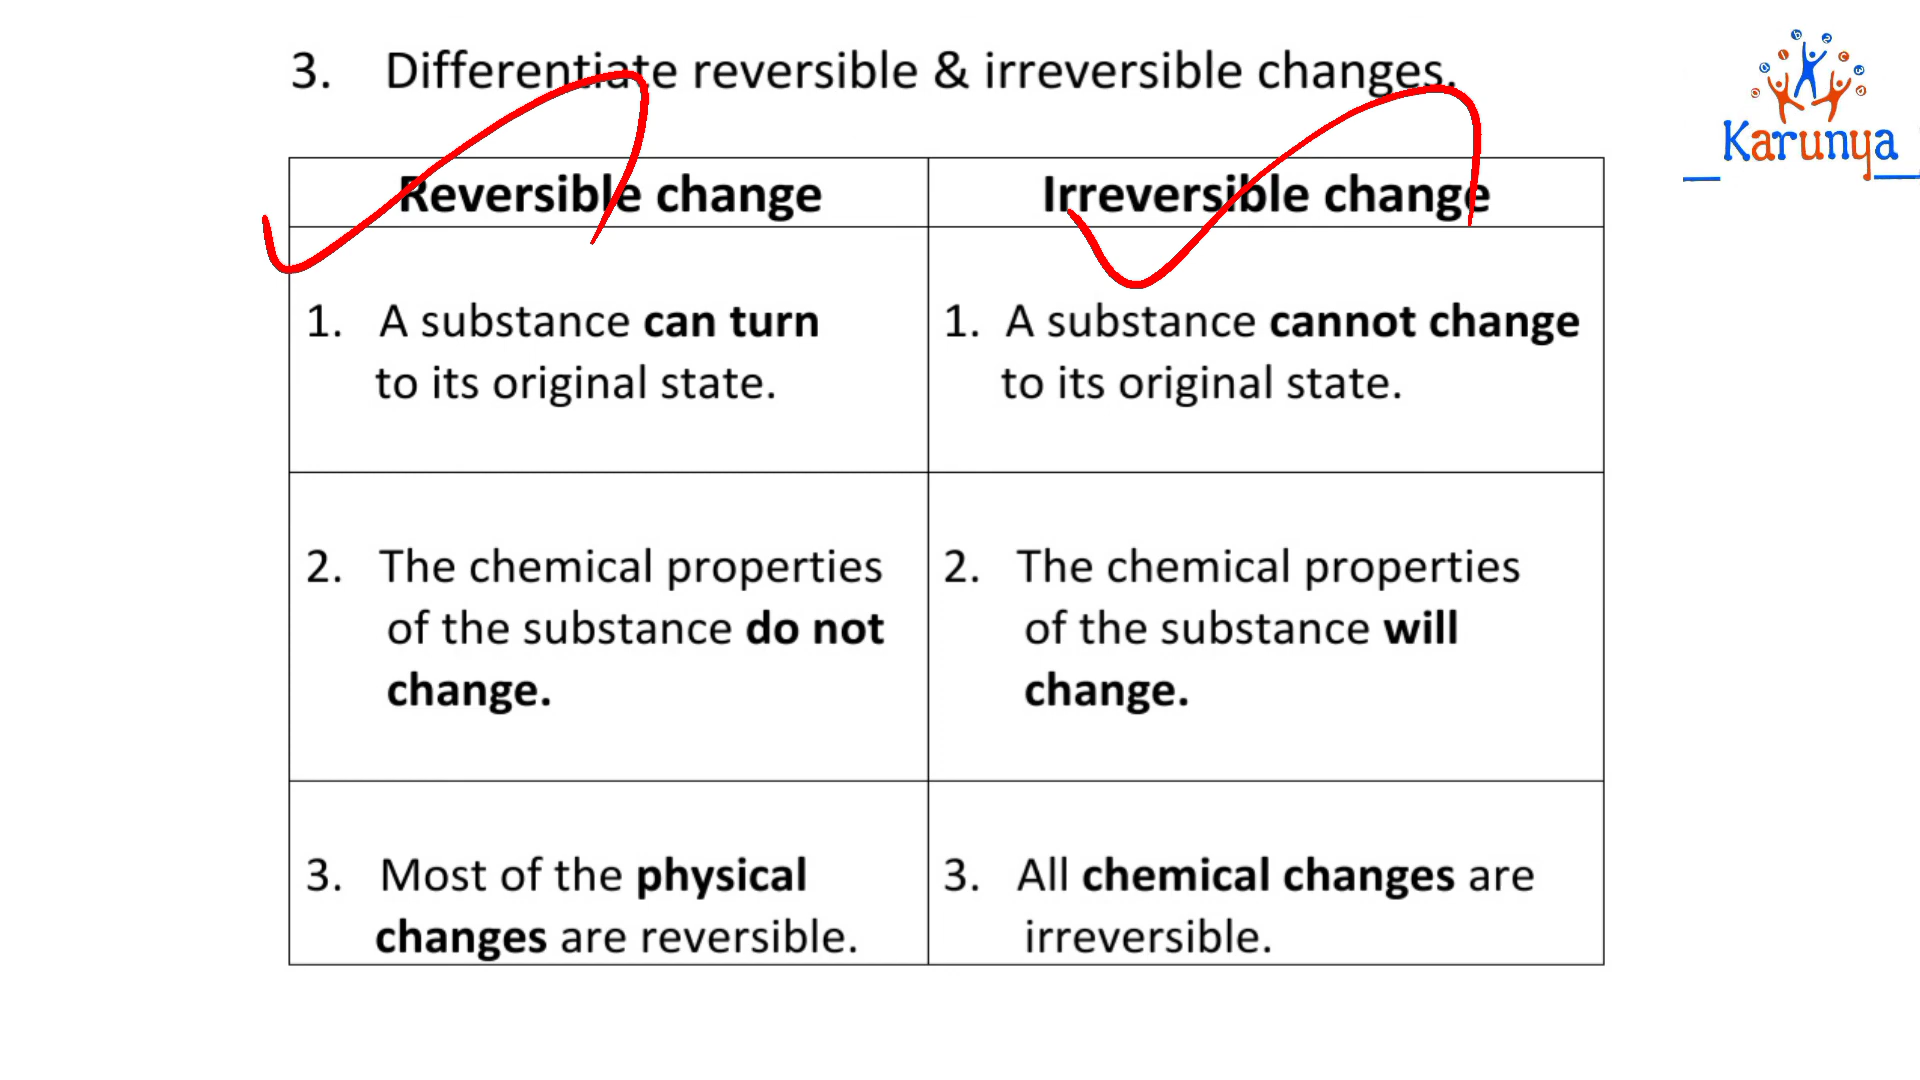 3. Differentiate reversible & irreversible changes.
Karunya
Reversible change
Irreversible change
1. A substance can turn
to its original state.
1. A substance cannot change
to its original state.
2. The chemical properties
of the substance do not
change.
2. The chemical properties
of the substance will
change.
3. Most of the physical
changes are reversible.
3. All chemical changes are
irreversible.